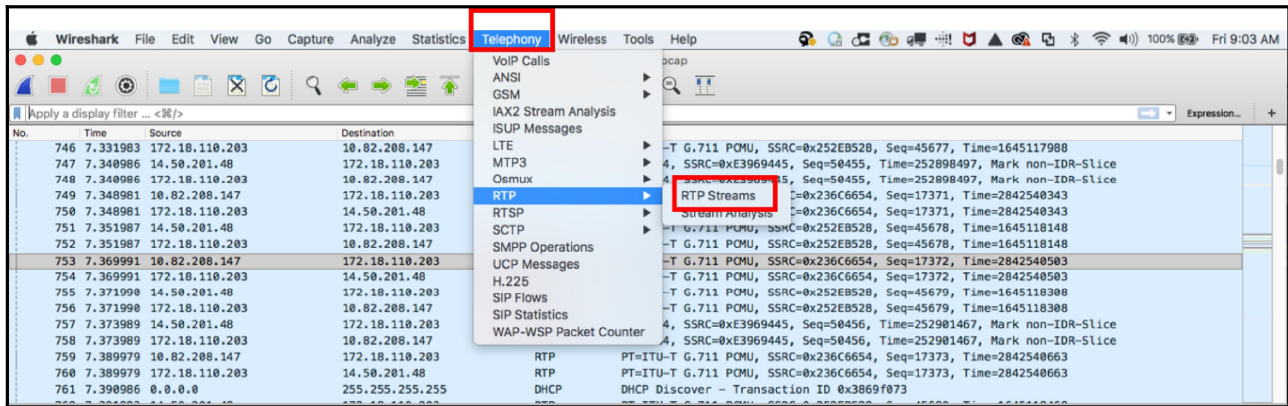 Wireshark File Edit View Go Capture Analyze Statistics Telephony Wireless Tools Help 100% Fri 9:03 AM
pcap
VoIP Calls
ANSI
GSM
IAX2 Stream Analysis
ISUP Messages
LTE
MTP3
Osmux
RTP
RTSP
SCTP
SMPP Operations
UCP Messages
H.225
SIP Flows
SIP Statistics
WAP-WSP Packet Counter
RTP Streams
Stream Analysis
Apply a display filter ... <⌘/> Expression... +
No. Time Source Destination
746 7.331983 172.18.110.203 10.82.208.147 -T G.711 PCMU, SSRC=0x252EB528, Seq=45677, Time=1645117988
747 7.340986 14.50.201.48 172.18.110.203 4, SSRC=0xE3969445, Seq=50455, Time=252898497, Mark non-IDR-Slice
748 7.340986 172.18.110.203 10.82.208.147 4, SSRC=0xE3969445, Seq=50455, Time=252898497, Mark non-IDR-Slice
749 7.348981 10.82.208.147 172.18.110.203 C=0x236C6654, Seq=17371, Time=2842540343
750 7.348981 172.18.110.203 14.50.201.48 C=0x236C6654, Seq=17371, Time=2842540343
751 7.351987 14.50.201.48 172.18.110.203 -T G.711 PCMU, SSRC=0x252EB528, Seq=45678, Time=1645118148
752 7.351987 172.18.110.203 10.82.208.147 -T G.711 PCMU, SSRC=0x252EB528, Seq=45678, Time=1645118148
753 7.369991 10.82.208.147 172.18.110.203 -T G.711 PCMU, SSRC=0x236C6654, Seq=17372, Time=2842540503
754 7.369991 172.18.110.203 14.50.201.48 -T G.711 PCMU, SSRC=0x236C6654, Seq=17372, Time=2842540503
755 7.371990 14.50.201.48 172.18.110.203 -T G.711 PCMU, SSRC=0x252EB528, Seq=45679, Time=1645118308
756 7.371990 172.18.110.203 10.82.208.147 -T G.711 PCMU, SSRC=0x252EB528, Seq=45679, Time=1645118308
757 7.373989 14.50.201.48 172.18.110.203 4, SSRC=0xE3969445, Seq=50456, Time=252901467, Mark non-IDR-Slice
758 7.373989 172.18.110.203 10.82.208.147 4, SSRC=0xE3969445, Seq=50456, Time=252901467, Mark non-IDR-Slice
759 7.389979 10.82.208.147 172.18.110.203 RTP PT=ITU-T G.711 PCMU, SSRC=0x236C6654, Seq=17373, Time=2842540663
760 7.389979 172.18.110.203 14.50.201.48 RTP PT=ITU-T G.711 PCMU, SSRC=0x236C6654, Seq=17373, Time=2842540663
761 7.390986 0.0.0.0 255.255.255.255 DHCP DHCP Discover - Transaction ID 0x3869f073